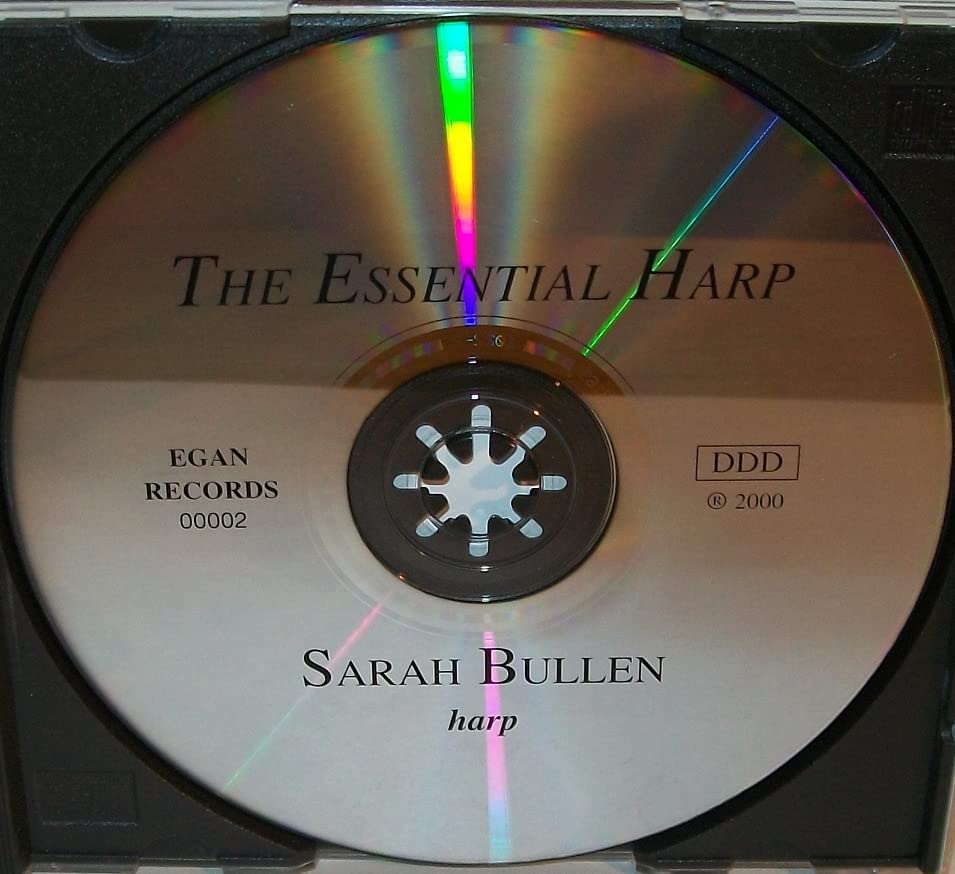 THE ESSENTIAL HARP
EGAN
RECORDS
00002
DDD
® 2000
SARAH BULLEN
harp